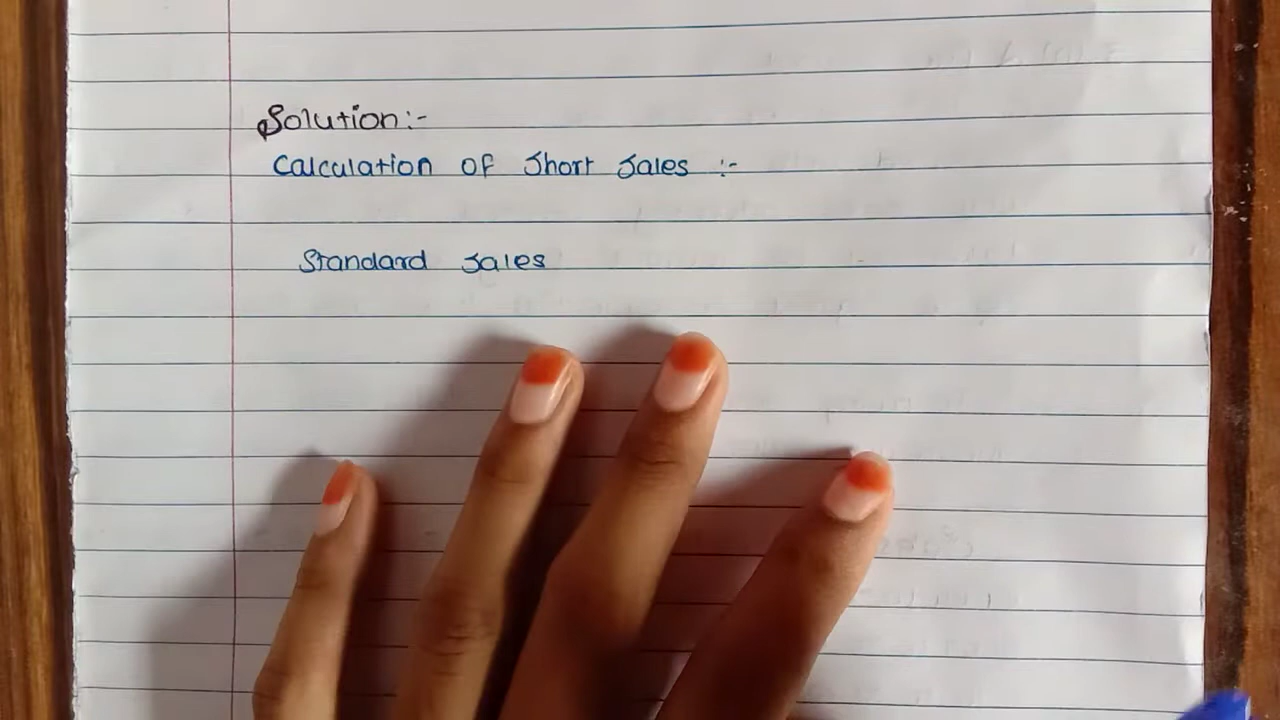 Solution:-
Calculation of Short Sales :-
Standard Sales